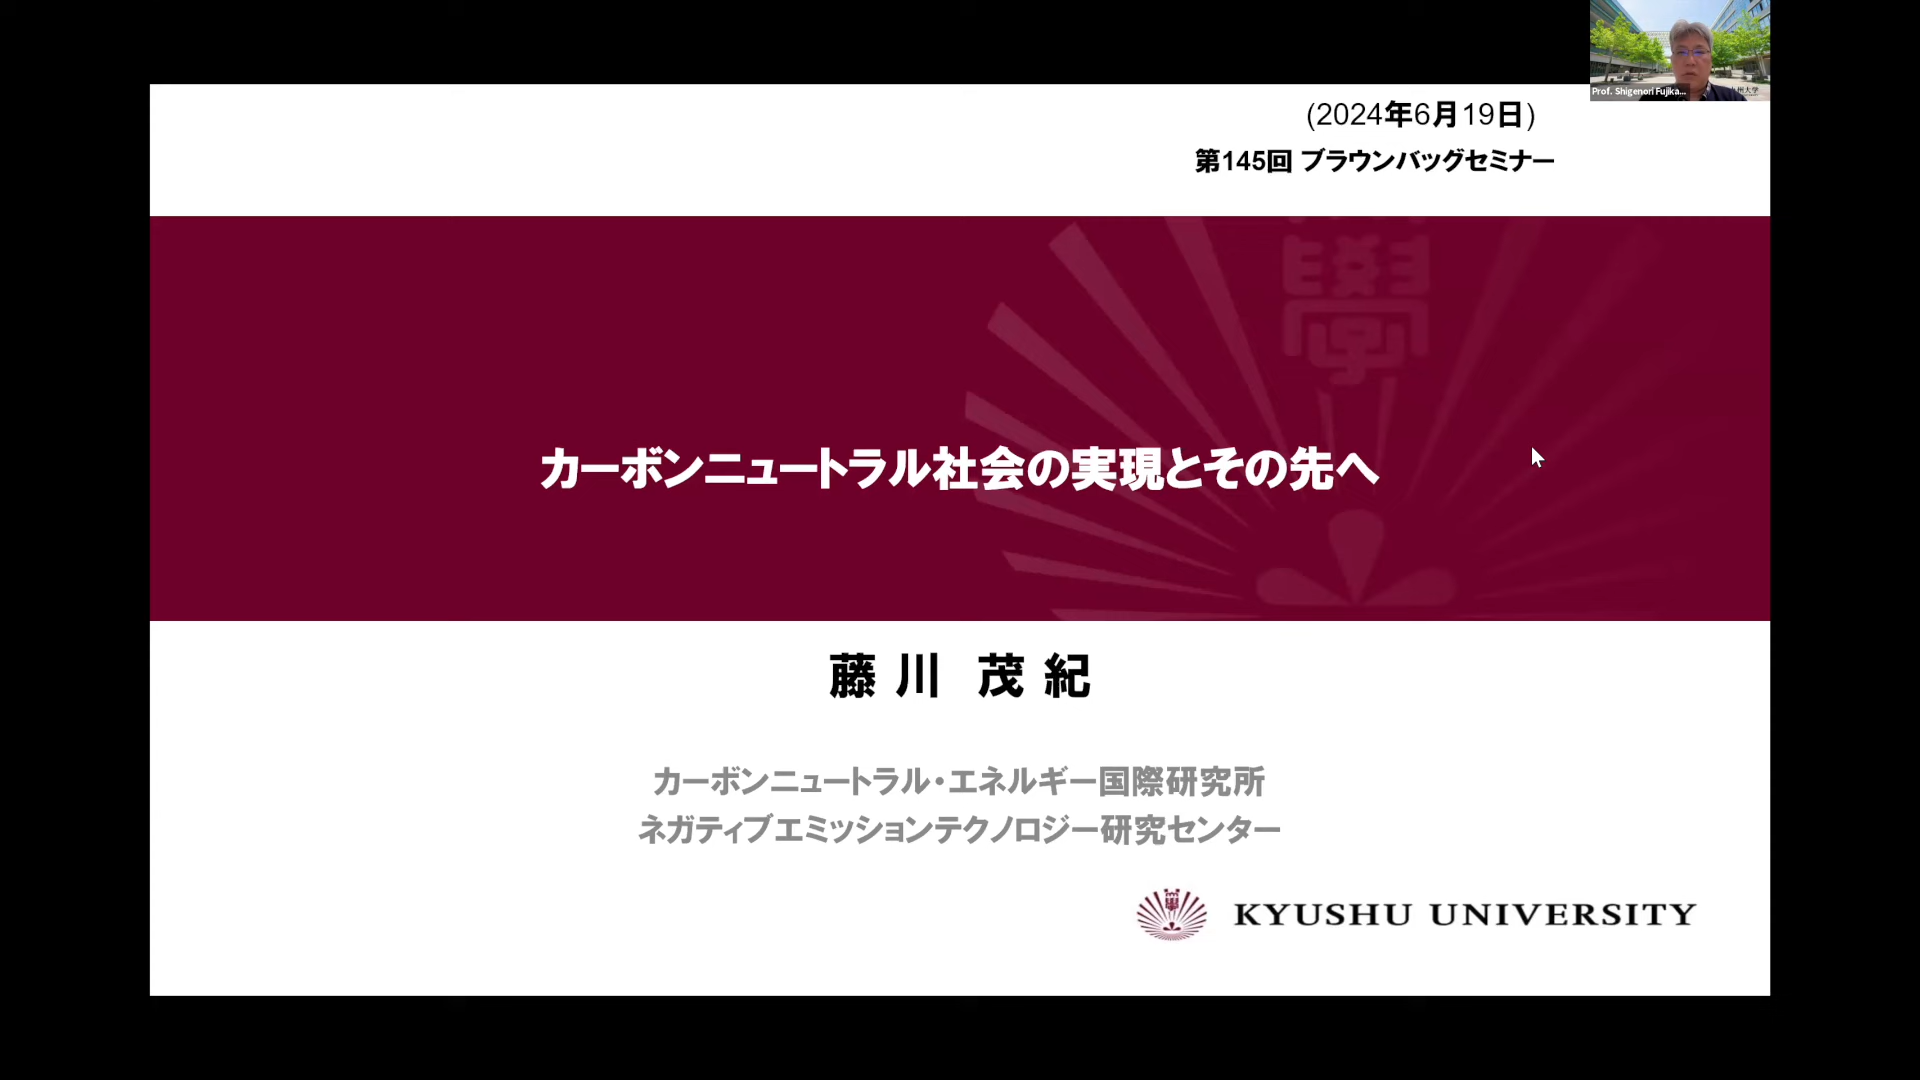 Prof. Shigenori Fujika...
(2024年6月19日)
第145回 ブラウンバッグセミナー
學
カーボンニュートラル社会の実現とその先へ
藤川 茂紀
カーボンニュートラル・エネルギー国際研究所
ネガティブエミッションテクノロジー研究センター
KYUSHU UNIVERSITY